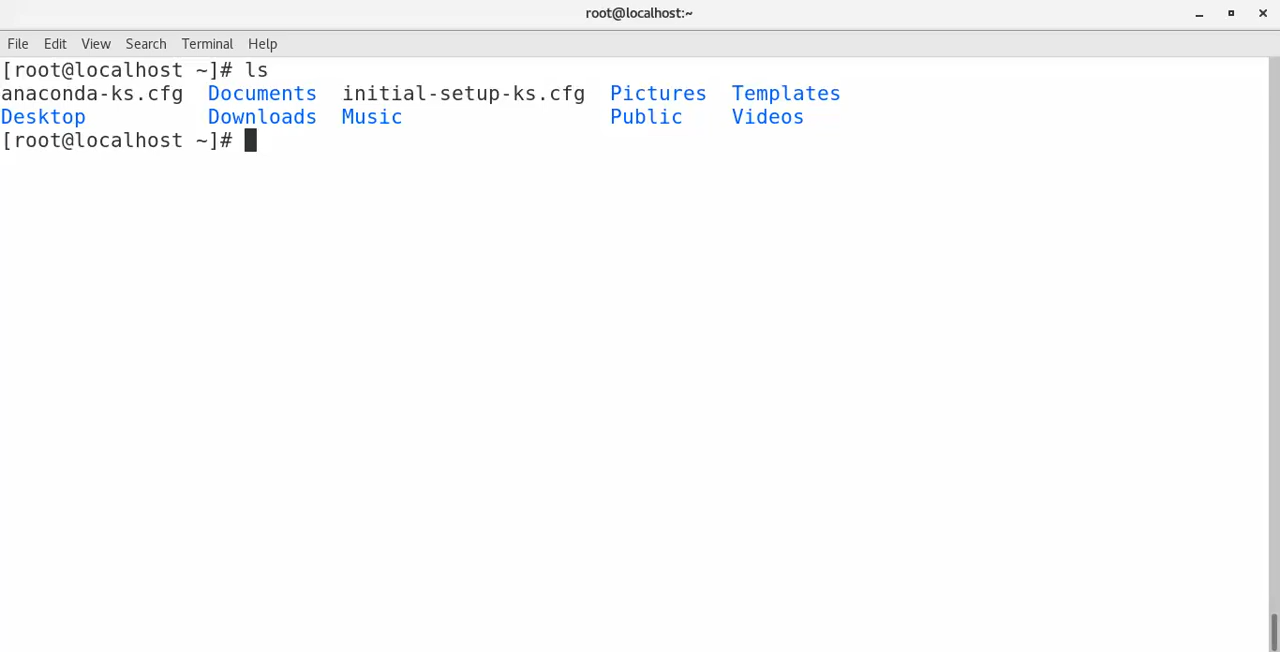 root@localhost:~
File Edit View Search Terminal Help
[root@localhost ~]# ls
anaconda-ks.cfg  Documents  initial-setup-ks.cfg  Pictures  Templates
Desktop          Downloads  Music                 Public    Videos
[root@localhost ~]#